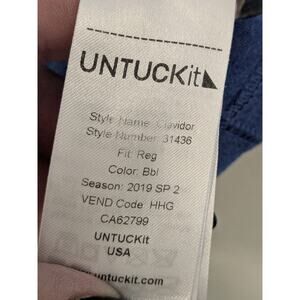 UNTUCKit
Style Name: Clavidor
Style Number: 31436
Fit: Reg
Color: Bbl
Season: 2019 SP 2
VEND Code: HHG
CA62799
UNTUCKit
USA
untuckit.com